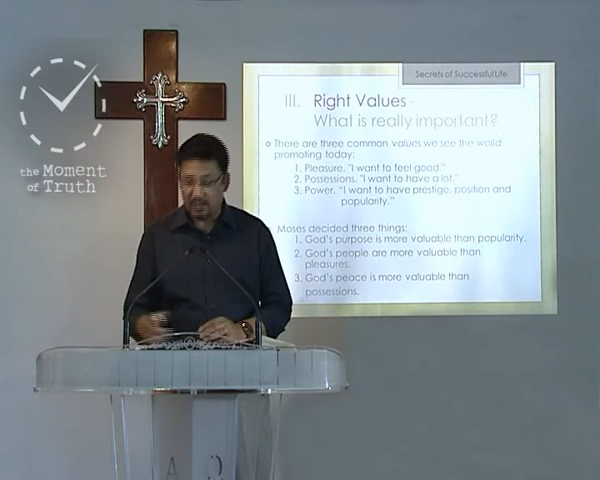 the Moment
of Truth
Secrets of Successful Life
III. Right Values -
What is really important?
There are three common values we see the world
promoting today:
1. Pleasure, "I want to feel good."
2. Possessions, "I want to have a lot."
3. Power, "I want to have prestige, position and
popularity."
Moses decided three things:
1. God's purpose is more valuable than popularity.
2. God's people are more valuable than
pleasures.
3. God's peace is more valuable than
possessions.